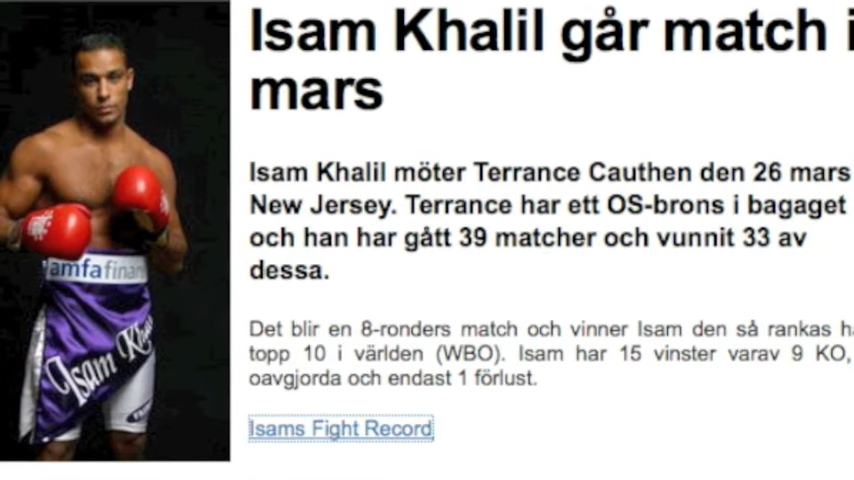 Isam Khalil går match i
mars
Isam Khalil möter Terrance Cauthen den 26 mars
New Jersey. Terrance har ett OS-brons i bagaget
och han har gått 39 matcher och vunnit 33 av
dessa.
Det blir en 8-ronders match och vinner Isam den så rankas
topp 10 i världen (WBO). Isam har 15 vinster varav 9 KO,
oavgjorda och endast 1 förlust.
Isams Fight Record
amfafinan
Isam Kha